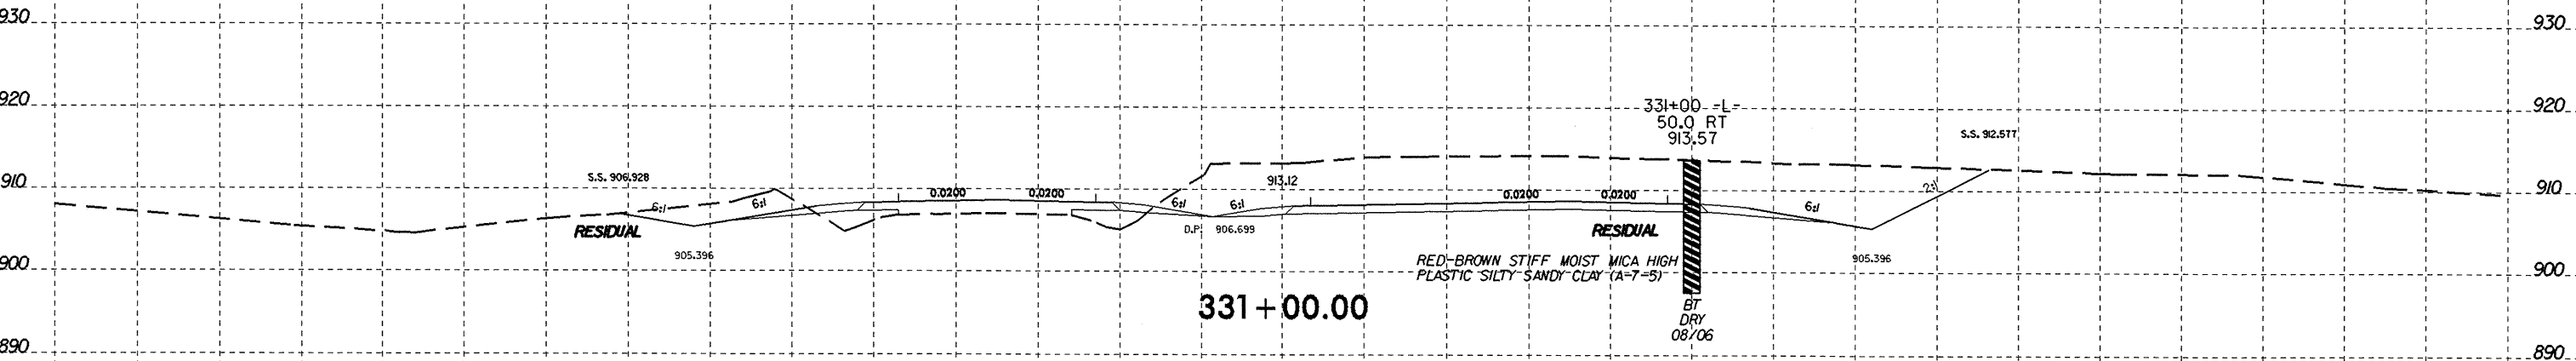 930
930
920
920
331+00 -L-
50.0 RT
913.57
S.S. 912.577
S.S. 906.928
913.12
910
910
6:1
6:1
0.0200
0.0200
6:1
6:1
0.0200
0.0200
6:1
2:1
RESIDUAL
D.P. 906.699
RESIDUAL
905.396
905.396
RED-BROWN STIFF MOIST MICA HIGH
PLASTIC SILTY SANDY CLAY (A-7-5)
900
900
331+00.00
BT
DRY
08/06
890
890